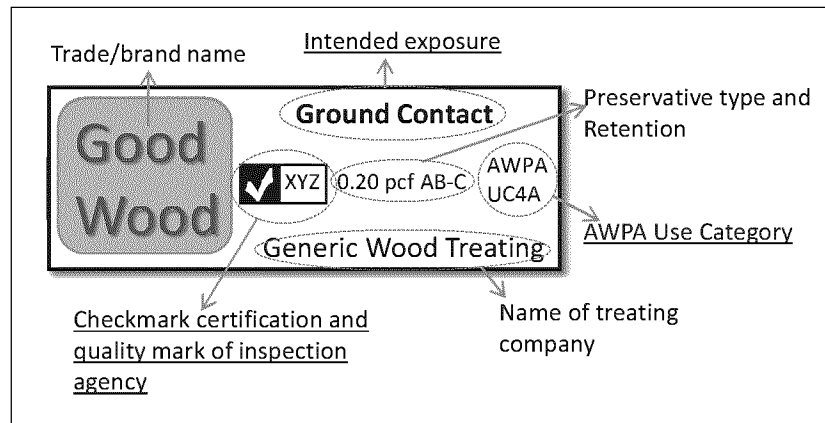 Trade/brand name
Intended exposure
Good
Wood
Ground Contact
XYZ
0.20 pcf AB-C
AWPA
UC4A
Generic Wood Treating
Preservative type and
Retention
AWPA Use Category
Checkmark certification and
quality mark of inspection
agency
Name of treating
company